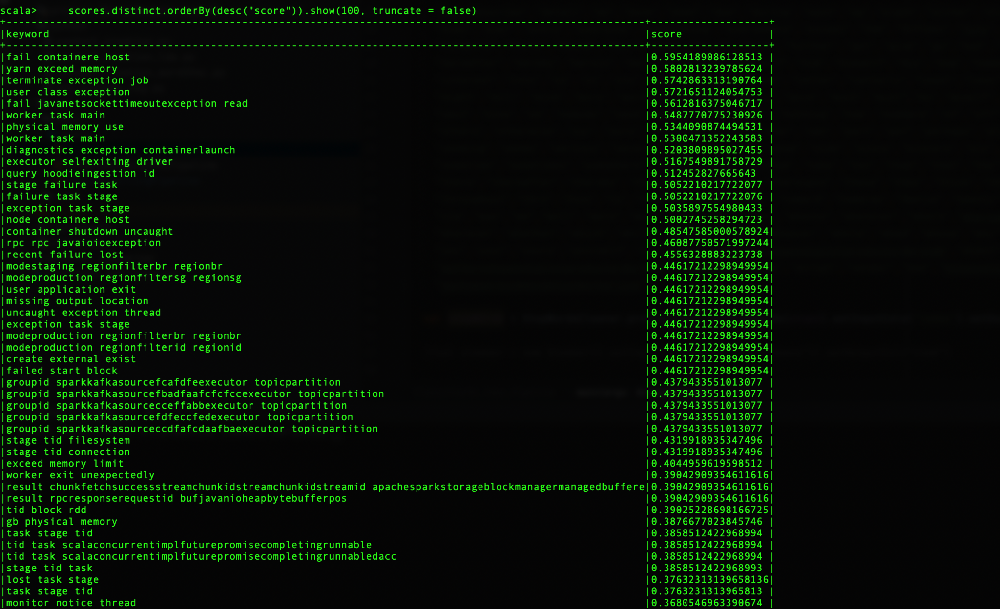 scala>     scores.distinct.orderBy(desc("score")).show(100, truncate = false)
+-------------------------------------------------------------------------------------------------------+-------------------+
|keyword                                                                                                |score              |
+-------------------------------------------------------------------------------------------------------+-------------------+
|fail containere host                                                                                   |0.5954189086128513 |
|yarn exceed memory                                                                                     |0.5802813239785624 |
|terminate exception job                                                                                |0.5742863313190764 |
|user class exception                                                                                   |0.5721651124054753 |
|fail javanetsockettimeoutexception read                                                                |0.5612816375046717 |
|worker task main                                                                                       |0.5487770775230926 |
|physical memory use                                                                                    |0.5344090874494531 |
|worker task main                                                                                       |0.5300471352243583 |
|diagnostics exception containerlaunch                                                                  |0.5203809895027455 |
|executor selfexiting driver                                                                            |0.5167549891758729 |
|query hoodieingestion id                                                                               |0.512452827665643  |
|stage failure task                                                                                     |0.5052210217722077 |
|failure task stage                                                                                     |0.5052210217722076 |
|exception task stage                                                                                   |0.5035897554980433 |
|node containere host                                                                                   |0.5002745258294723 |
|container shutdown uncaught                                                                            |0.48547585000578924|
|rpc rpc javaioioexception                                                                              |0.46087750571997244|
|recent failure lost                                                                                    |0.4556328883223738 |
|modestaging regionfilterbr regionbr                                                                    |0.44617212298949954|
|modeproduction regionfiltersg regionsg                                                                 |0.44617212298949954|
|user application exit                                                                                  |0.44617212298949954|
|missing output location                                                                                |0.44617212298949954|
|uncaught exception thread                                                                              |0.44617212298949954|
|exception task stage                                                                                   |0.44617212298949954|
|modeproduction regionfilterbr regionbr                                                                 |0.44617212298949954|
|modeproduction regionfilterid regionid                                                                 |0.44617212298949954|
|create external exist                                                                                  |0.44617212298949954|
|failed start block                                                                                     |0.44617212298949954|
|groupid sparkkafkasourcefcafdfeexecutor topicpartition                                                 |0.4379433551013077 |
|groupid sparkkafkasourcefbadfaafcfcfccexecutor topicpartition                                          |0.4379433551013077 |
|groupid sparkkafkasourcecceffabbexecutor topicpartition                                                |0.4379433551013077 |
|groupid sparkkafkasourcefdfeccfedexecutor topicpartition                                               |0.4379433551013077 |
|groupid sparkkafkasourceccdfafcdaafbaexecutor topicpartition                                           |0.4379433551013077 |
|stage tid filesystem                                                                                   |0.4319918935347496 |
|stage tid connection                                                                                   |0.4319918935347496 |
|exceed memory limit                                                                                    |0.4044959619598512 |
|worker exit unexpectedly                                                                               |0.39042909354611616|
|result chunkfetchsuccessstreamchunkidstreamchunkidstreamid apachesparkstorageblockmanagermanagedbuffere|0.39042909354611616|
|result rpcresponserequestid bufjavanioheapbytebufferpos                                                |0.39042909354611616|
|tid block rdd                                                                                          |0.39025228698166725|
|gb physical memory                                                                                     |0.3876677023845746 |
|task stage tid                                                                                         |0.3858512422968994 |
|tid task scalaconcurrentimplfuturepromisecompletingrunnable                                            |0.3858512422968994 |
|tid task scalaconcurrentimplfuturepromisecompletingrunnabledacc                                        |0.3858512422968994 |
|stage tid task                                                                                         |0.3858512422968993 |
|lost task stage                                                                                        |0.37632313139658136|
|task stage tid                                                                                         |0.3763231313965813 |
|monitor notice thread                                                                                  |0.3680546963390674 |